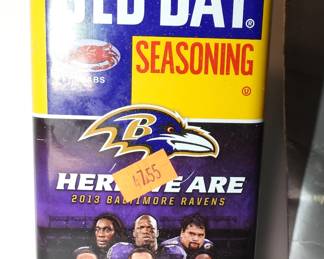 OLD BAY®
SEASONING
B
HERE WE ARE
2013 BALTIMORE RAVENS
$7.55